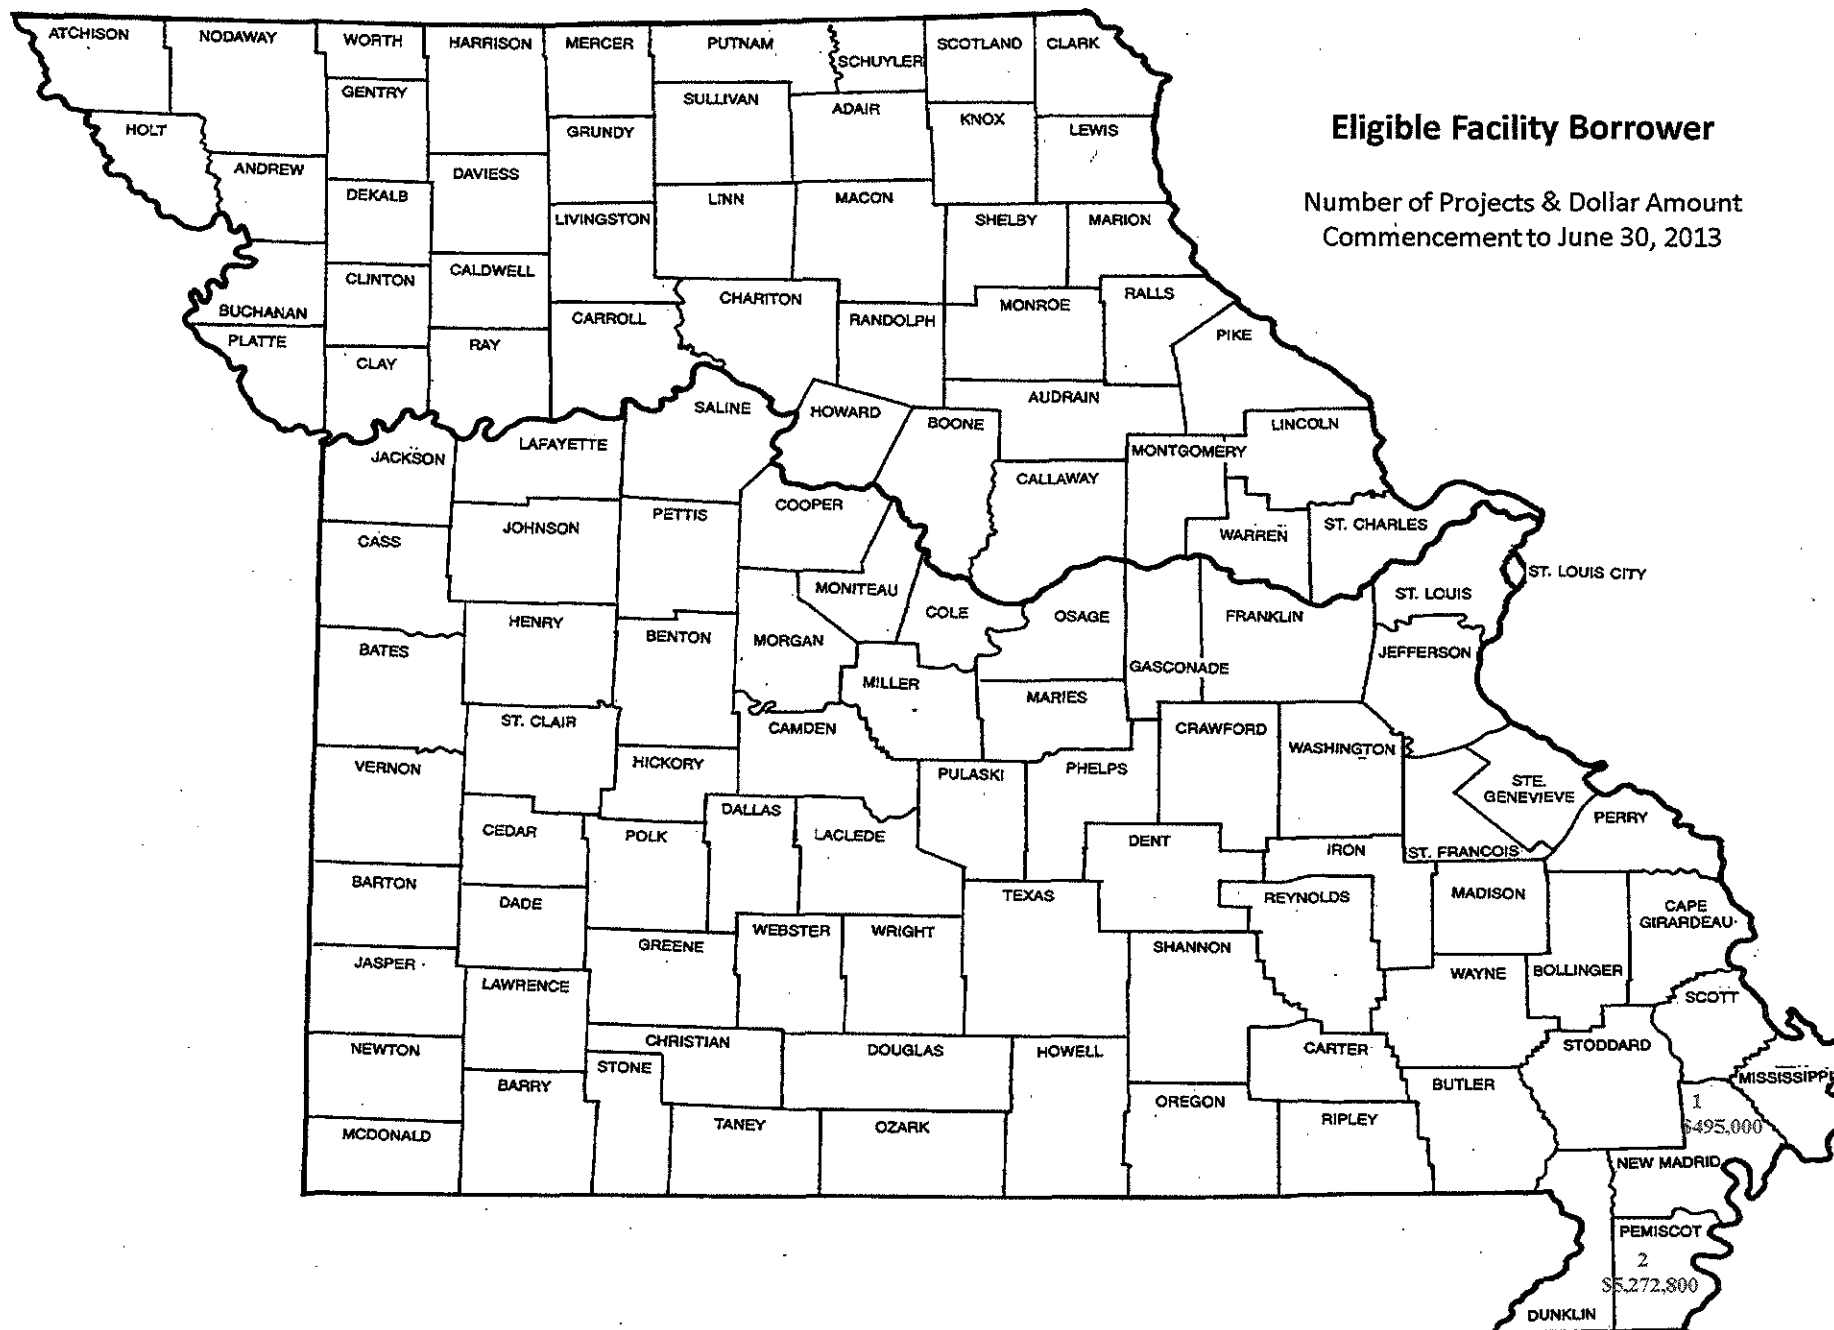 ATCHISON
NODAWAY
WORTH
HARRISON
MERCER
PUTNAM
SCHUYLER
SCOTLAND
CLARK
GENTRY
SULLIVAN
ADAIR
HOLT
GRUNDY
KNOX
LEWIS
Eligible Facility Borrower
ANDREW
DAVIESS
DEKALB
LINN
MACON
Number of Projects & Dollar Amount
LIVINGSTON
SHELBY
MARION
Commencement to June 30, 2013
CLINTON
CALDWELL
CHARITON
RALLS
BUCHANAN
CARROLL
RANDOLPH
MONROE
PLATTE
RAY
PIKE
CLAY
AUDRAIN
SALINE
HOWARD
BOONE
LINCOLN
JACKSON
LAFAYETTE
MONTGOMERY
CALLAWAY
COOPER
PETTIS
JOHNSON
CASS
WARREN
ST. CHARLES
ST. LOUIS CITY
MONITEAU
COLE
ST. LOUIS
OSAGE
FRANKLIN
HENRY
BENTON
MORGAN
BATES
JEFFERSON
GASCONADE
MILLER
MARIES
ST. CLAIR
CAMDEN
CRAWFORD
WASHINGTON
VERNON
HICKORY
PULASKI
PHELPS
STE.
GENEVIEVE
DALLAS
PERRY
CEDAR
POLK
LACLEDE
DENT
IRON
ST. FRANCOIS
BARTON
DADE
TEXAS
REYNOLDS
MADISON
CAPE
GIRARDEAU
GREENE
WEBSTER
WRIGHT
SHANNON
JASPER
LAWRENCE
WAYNE
BOLLINGER
SCOTT
NEWTON
CHRISTIAN
DOUGLAS
HOWELL
CARTER
STODDARD
STONE
BARRY
BUTLER
MISSISSIPPI
OREGON
1
MCDONALD
TANEY
OZARK
RIPLEY
$495,000
NEW MADRID
PEMISCOT
2
$5,272,800
DUNKLIN